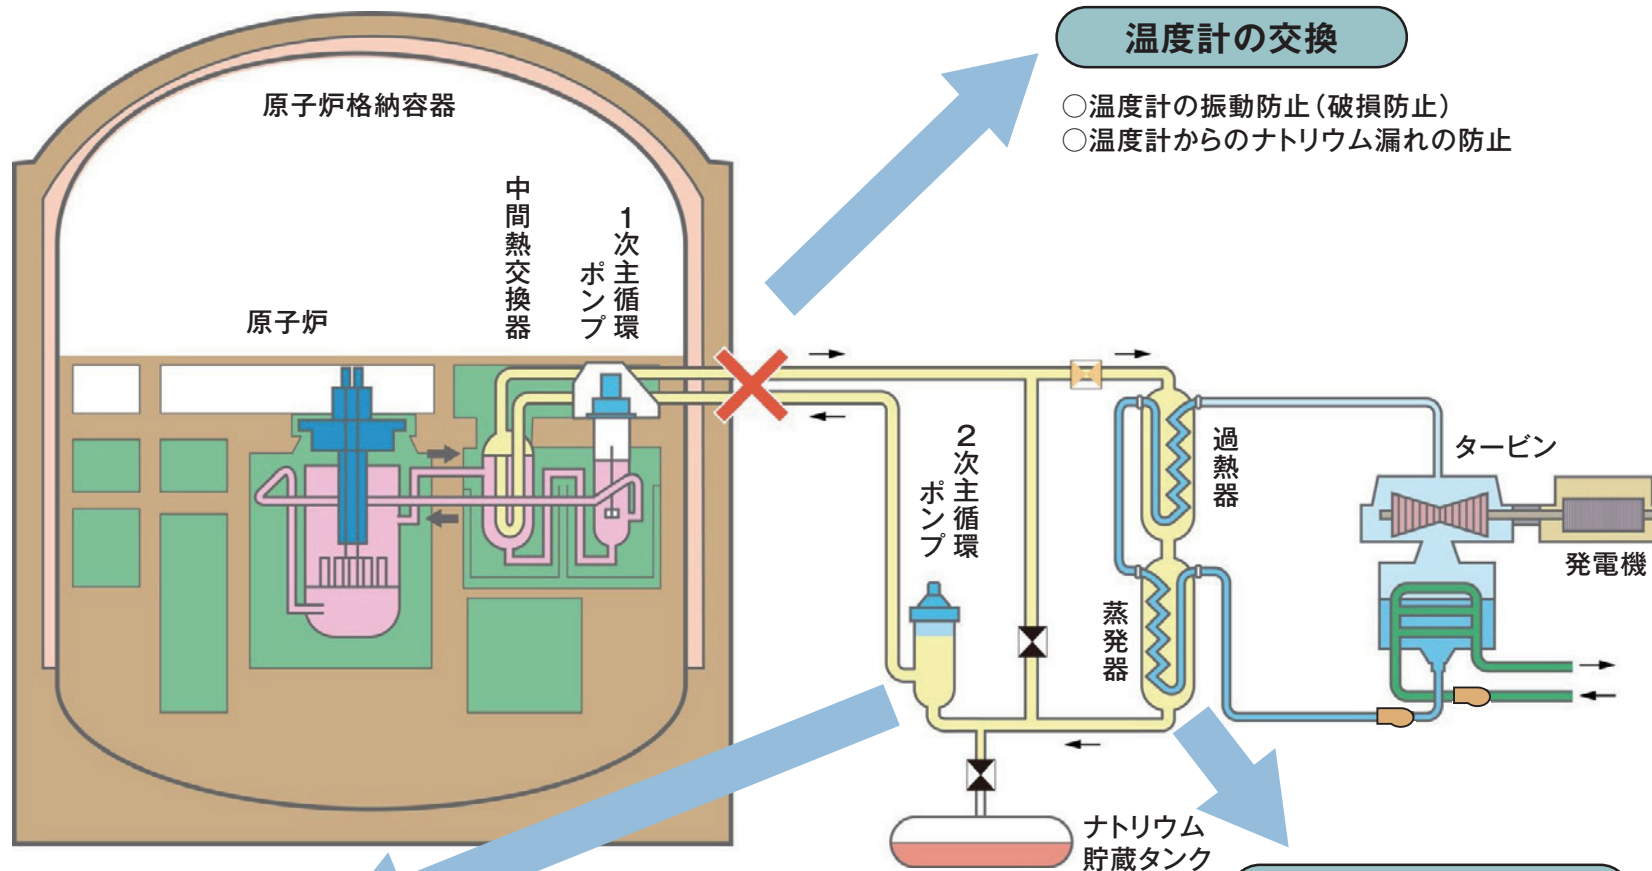 温度計の交換
○温度計の振動防止(破損防止)
○温度計からのナトリウム漏れの防止
原子炉格納容器
中間熱交換器
1次主循環
ポンプ
原子炉
2次主循環
ポンプ
過熱器
タービン
発電機
蒸発器
ナトリウム
貯蔵タンク